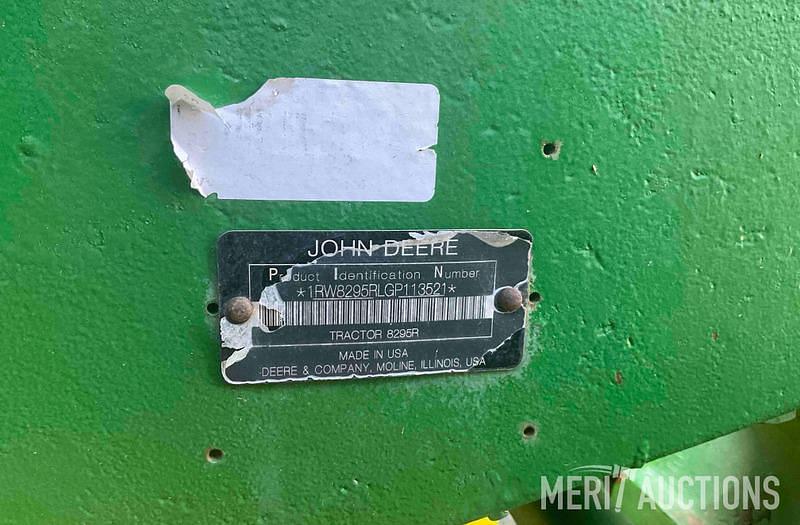 JOHN DEERE
Product Identification Number
*1RW8295RLGP113521*
TRACTOR 8295R
MADE IN USA
DEERE & COMPANY, MOLINE, ILLINOIS, USA
MERIT AUCTIONS